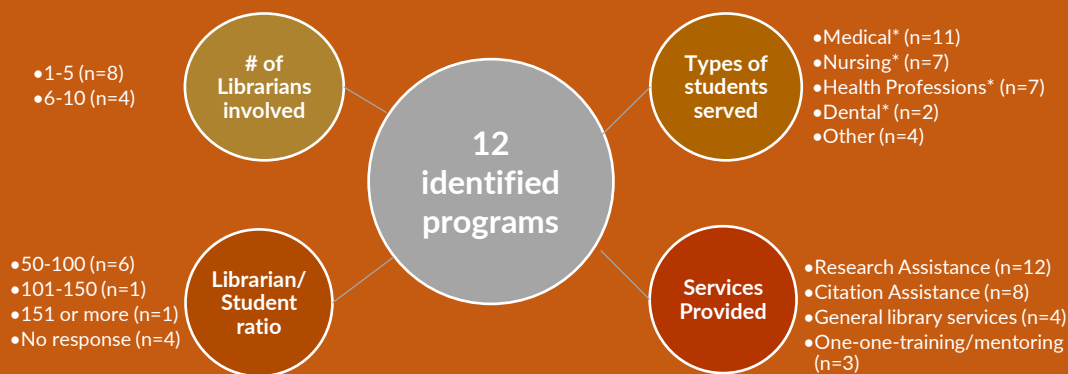 •1-5 (n=8)
•6-10 (n=4)
# of
Librarians
involved
12
identified
programs
Types of
students
served
•Medical* (n=11)
•Nursing* (n=7)
•Health Professions* (n=7)
•Dental* (n=2)
•Other (n=4)
•50-100 (n=6)
•101-150 (n=1)
•151 or more (n=1)
•No response (n=4)
Librarian/
Student
ratio
Services
Provided
•Research Assistance (n=12)
•Citation Assistance (n=8)
•General library services (n=4)
•One-one-training/mentoring
(n=3)